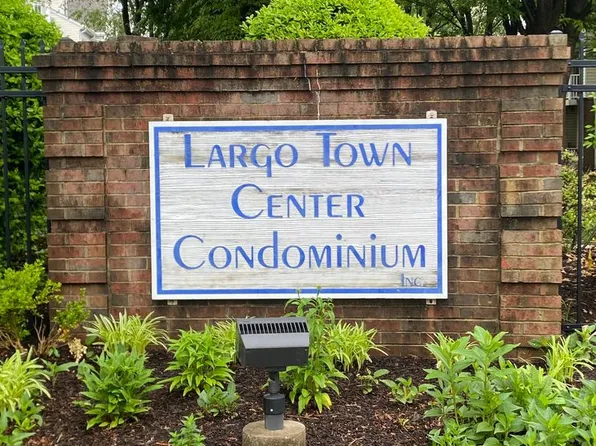 Largo Town
Center
Condominium
Inc.